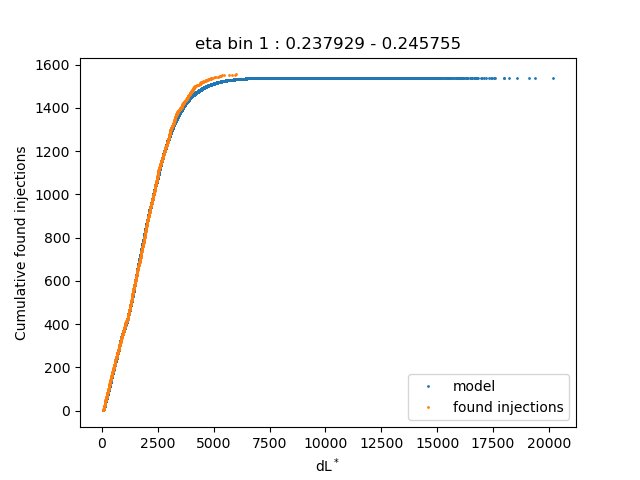 eta bin 1 : 0.237929 - 0.245755
1600
1400
1200
1000
800
600
400
200
0
Cumulative found injections
model
found injections
0 2500 5000 7500 10000 12500 15000 17500 20000
dL*